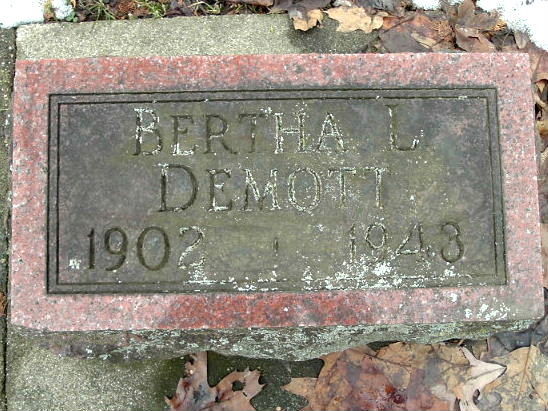 BERTHA L
DEMOTT
1902 1943